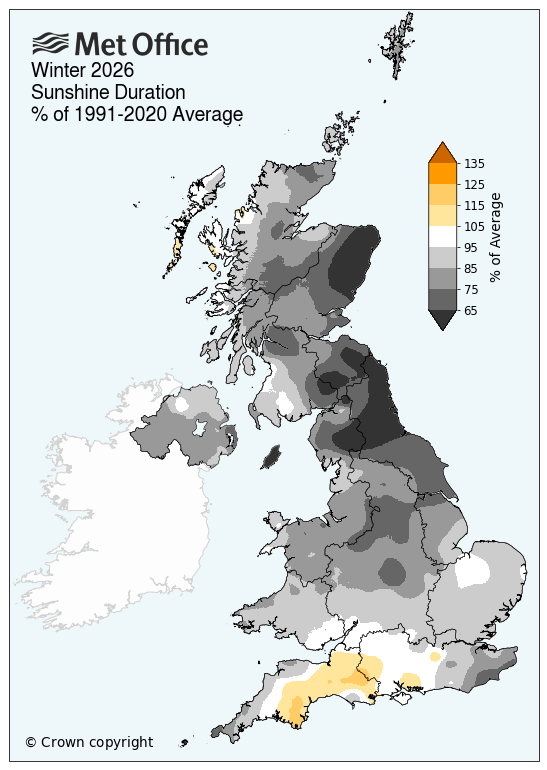 Met Office
Winter 2026
Sunshine Duration
% of 1991-2020 Average
135
125
115
105
95
85
75
65
% of Average
© Crown copyright